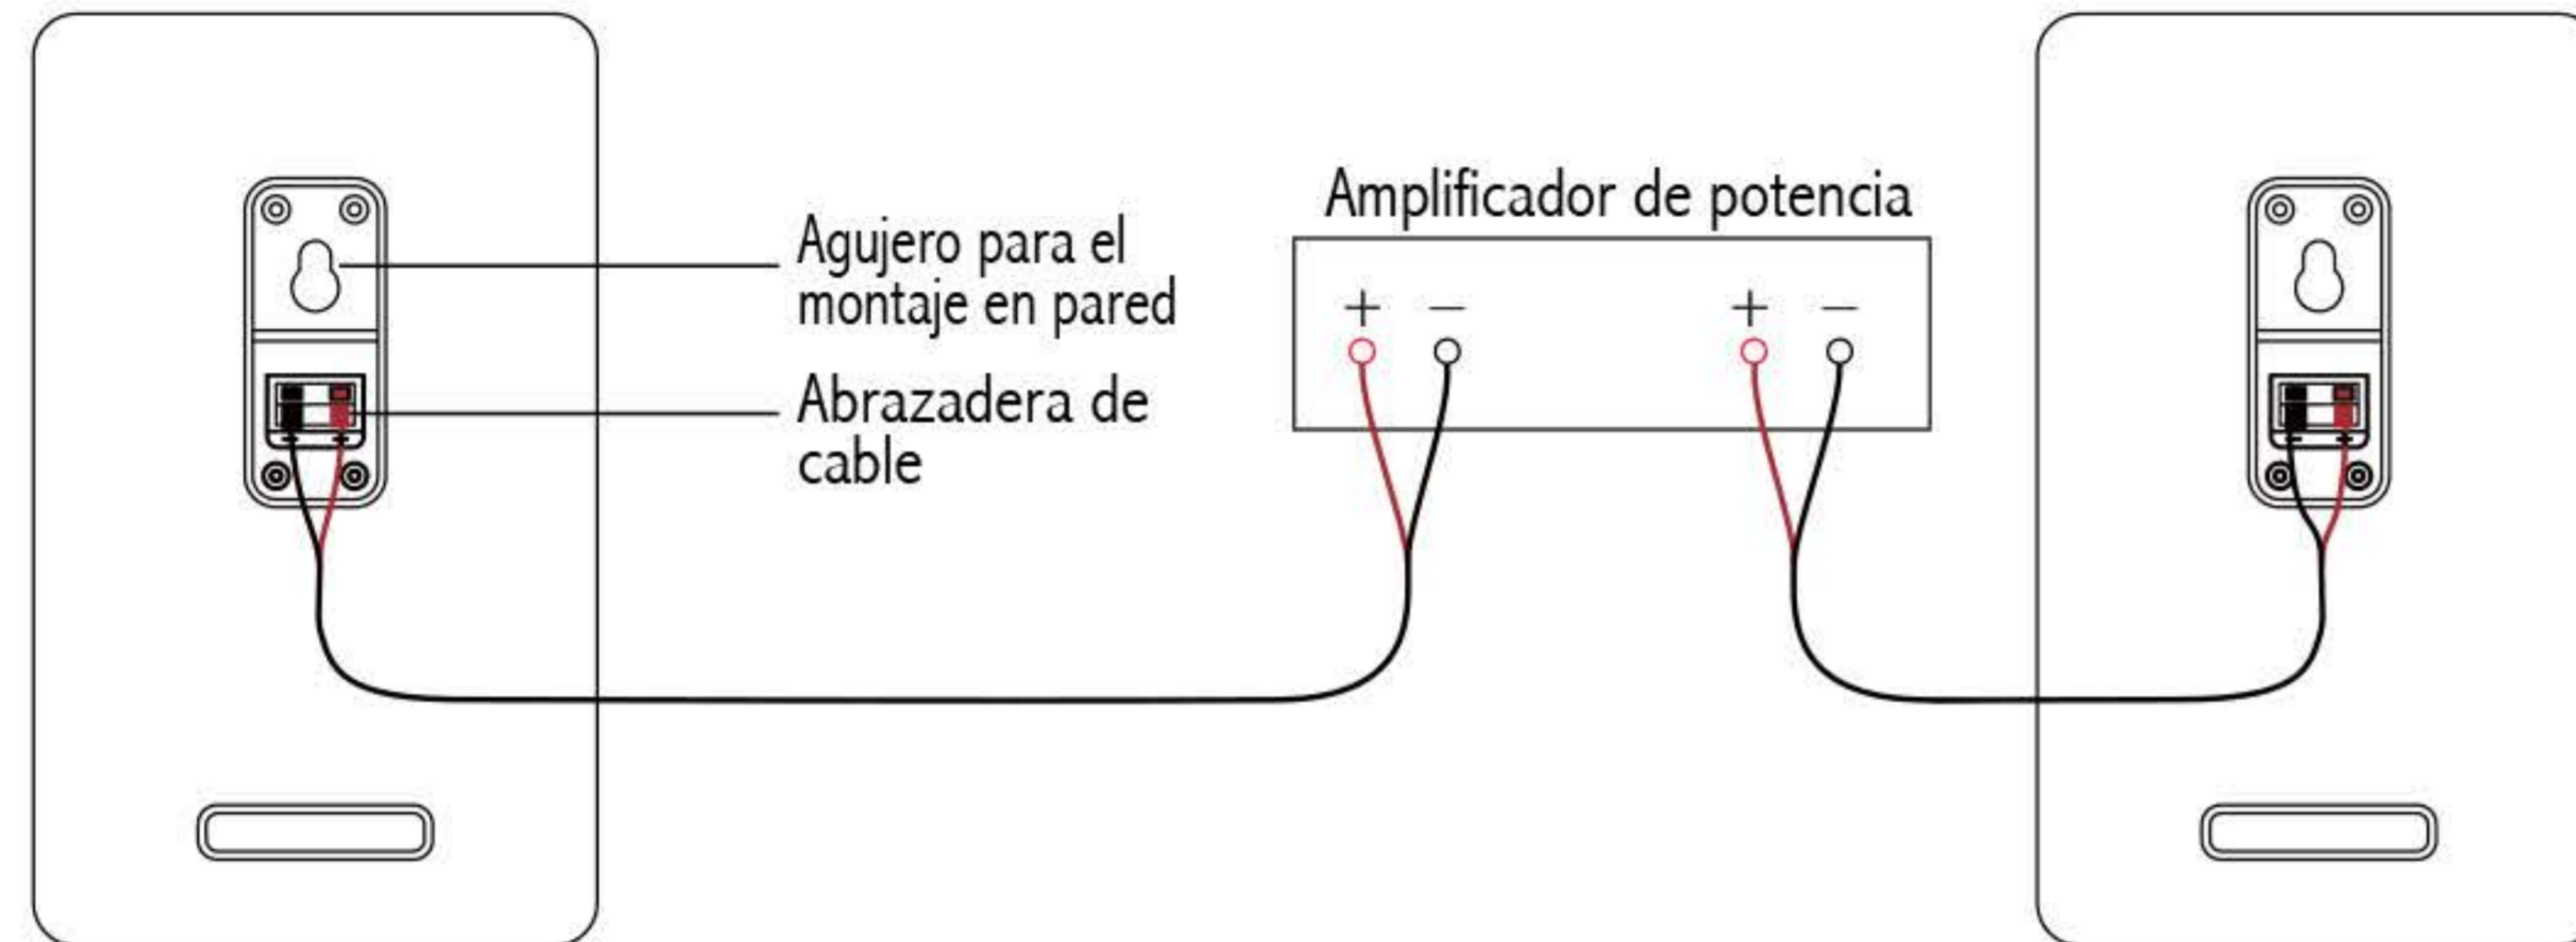 Amplificador de potencia
Agujero para el
montaje en pared
+ − + −
Abrazadera de
cable
− +
− +